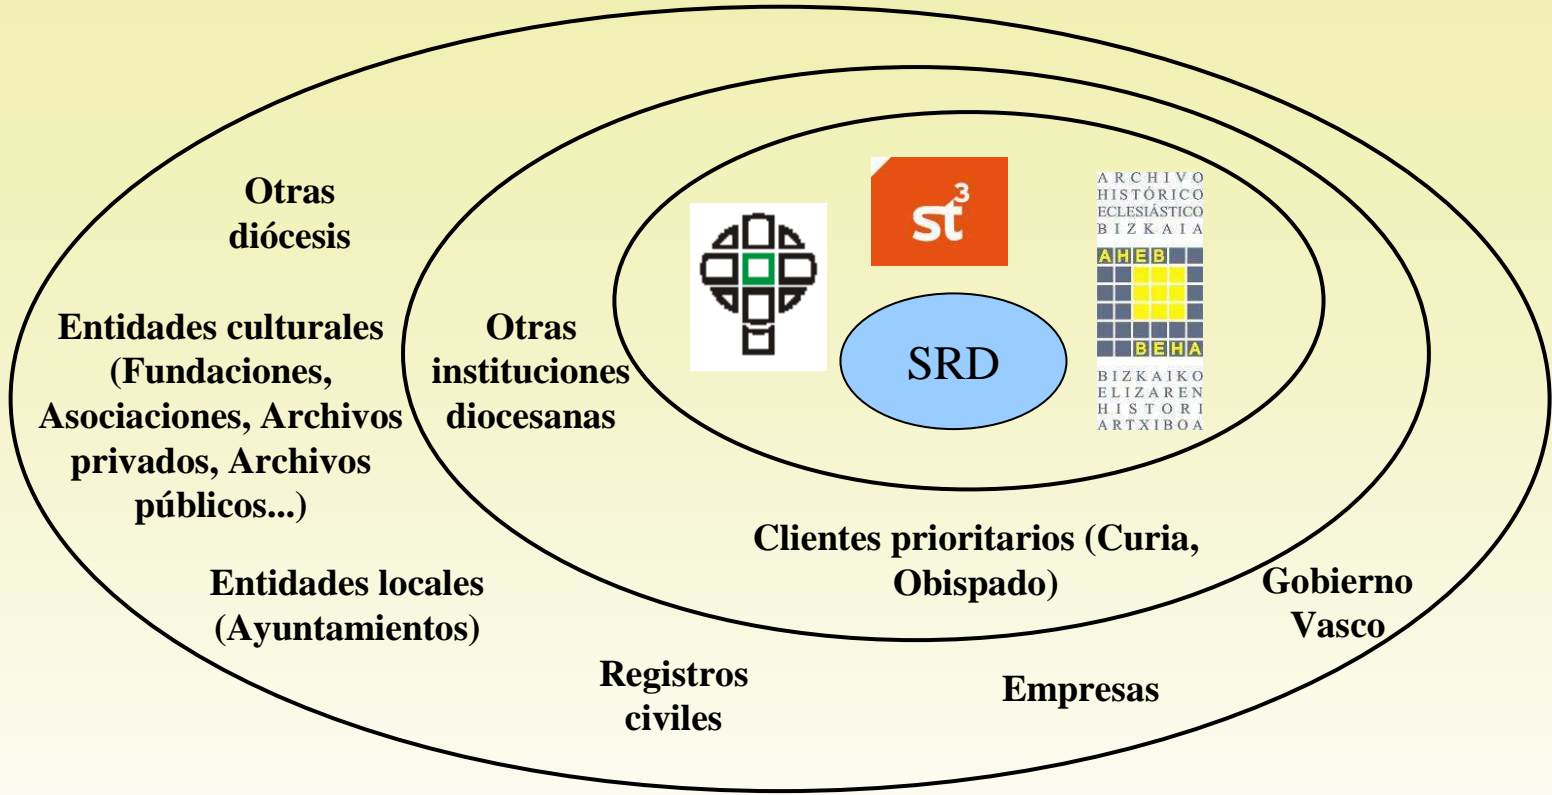 Otras
diócesis
Entidades culturales
(Fundaciones,
Asociaciones, Archivos
privados, Archivos
públicos...)
Entidades locales
(Ayuntamientos)
Registros
civiles
Empresas
Gobierno
Vasco
Otras
instituciones
diocesanas
Clientes prioritarios (Curia,
Obispado)
st³
SRD
ARCHIVO
HISTÓRICO
ECLESIÁSTICO
BIZKAIA
AHEB
BEHA
BIZKAIKO
ELIZAREN
HISTORI
ARTXIBOA